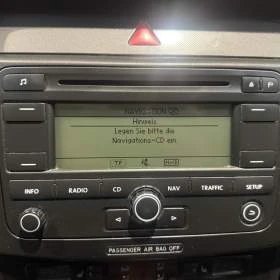 NAVIGATION
Hinweis
Legen Sie bitte die
Navigations-CD ein.
TP
INFO RADIO CD NAV TRAFFIC SETUP
PASSENGER AIR BAG OFF